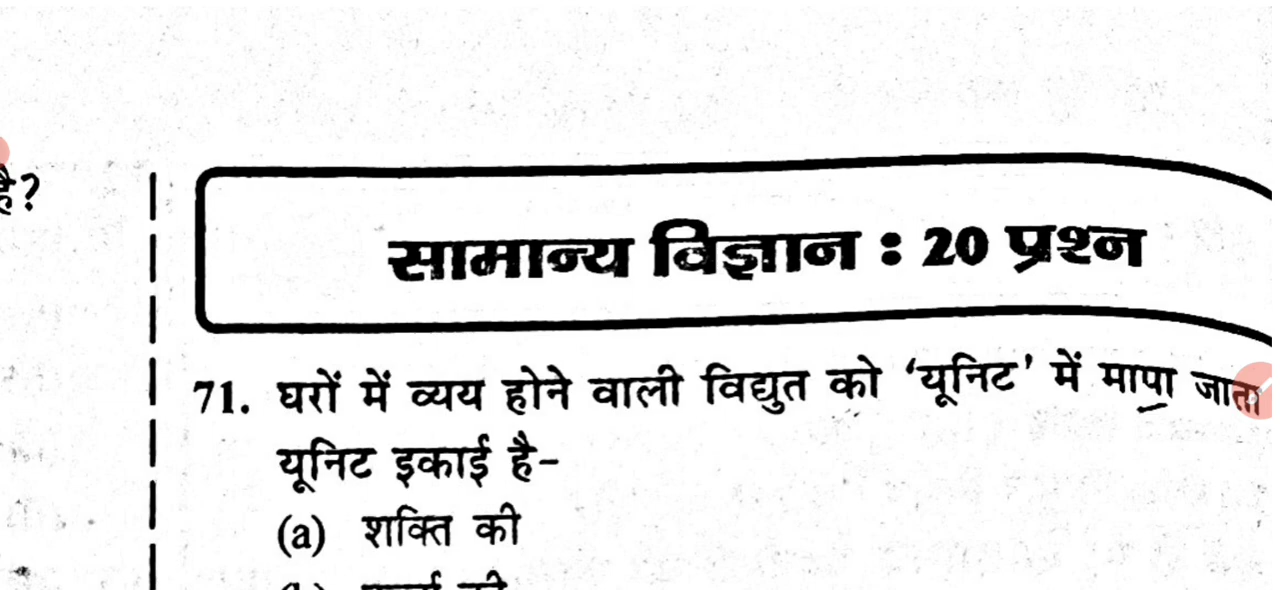 है?
सामान्य विज्ञान : 20 प्रश्न
71. घरों में व्यय होने वाली विद्युत को ‘यूनिट’ में मापा जाता
यूनिट इकाई है-
(a) शक्ति की